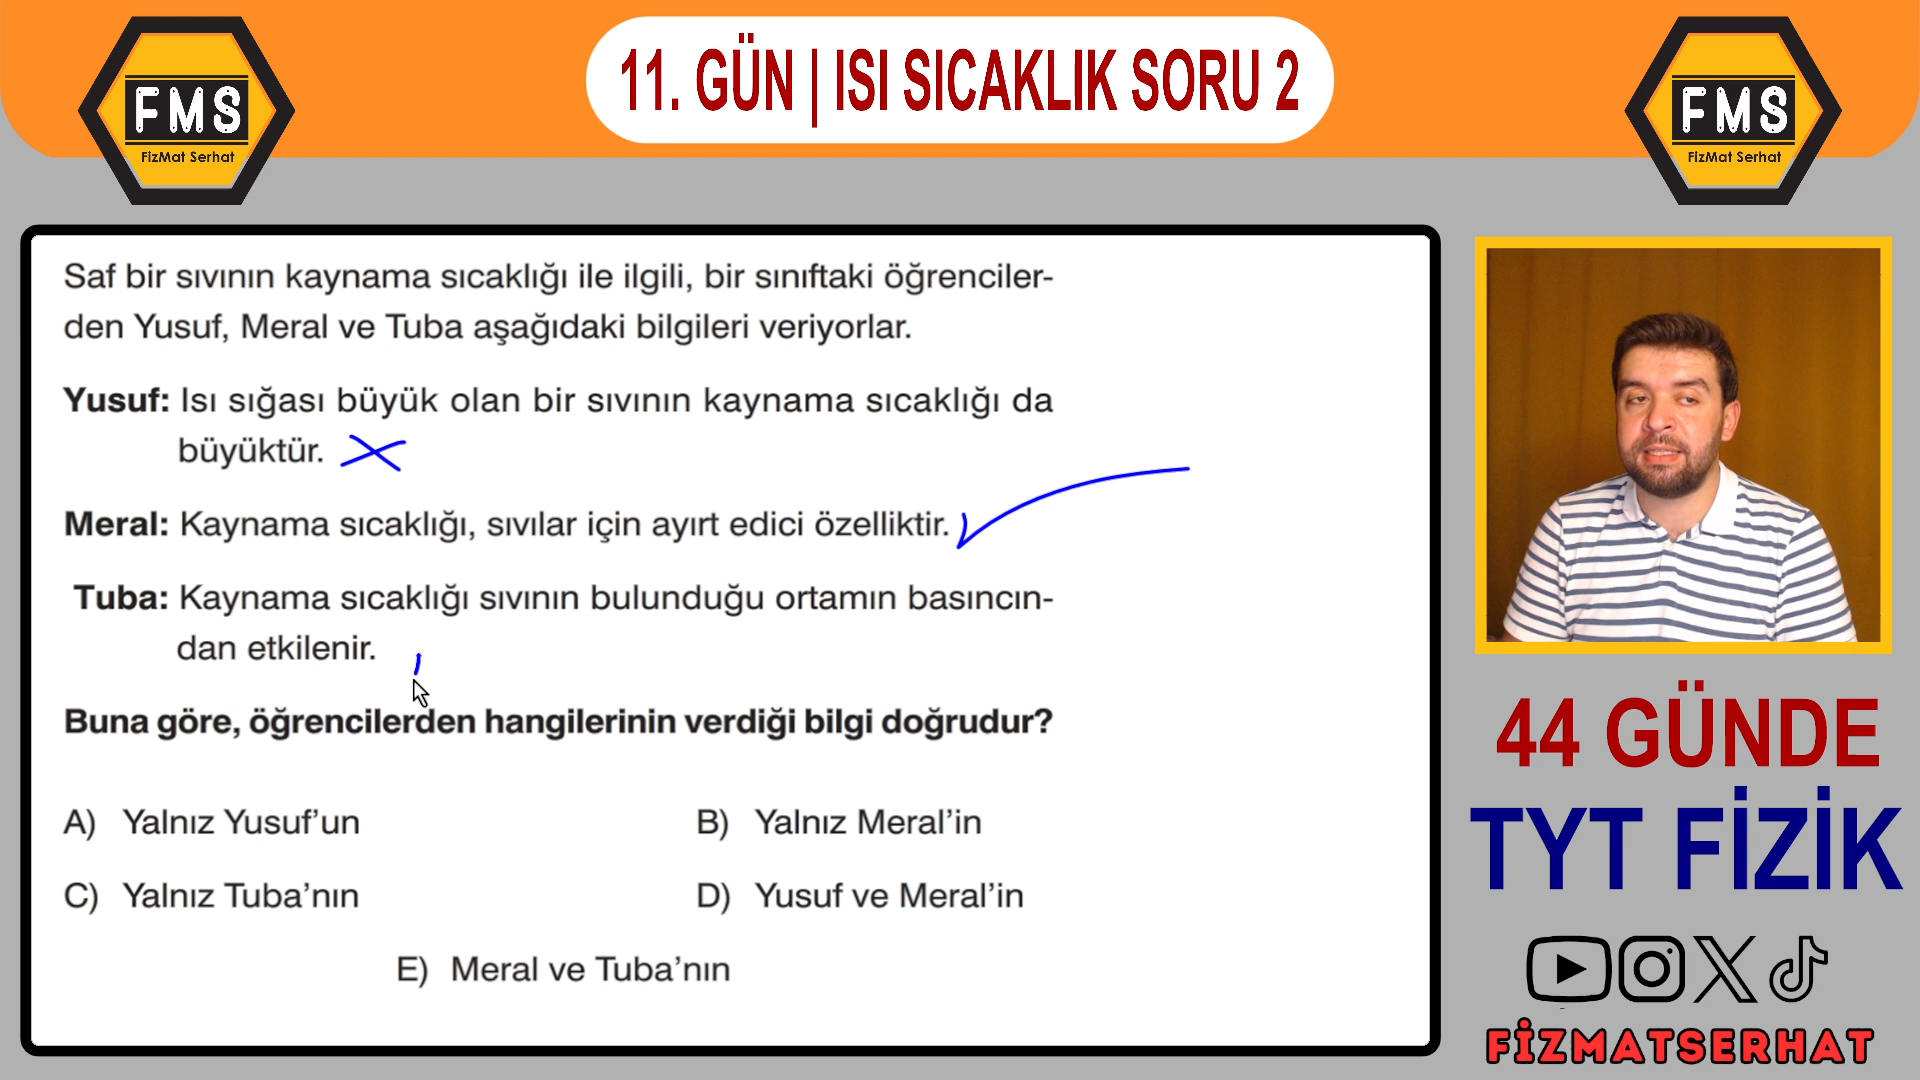 11. GÜN | ISI SICAKLIK SORU 2
FMS
FizMat Serhat
FMS
FizMat Serhat
Saf bir sıvının kaynama sıcaklığı ile ilgili, bir sınıftaki öğrenciler-
den Yusuf, Meral ve Tuba aşağıdaki bilgileri veriyorlar.
Yusuf: Isı sığası büyük olan bir sıvının kaynama sıcaklığı da
büyüktür.
Meral: Kaynama sıcaklığı, sıvılar için ayırt edici özelliktir.
Tuba: Kaynama sıcaklığı sıvının bulunduğu ortamın basıncın-
dan etkilenir.
Buna göre, öğrencilerden hangilerinin verdiği bilgi doğrudur?
A) Yalnız Yusuf’un
B) Yalnız Meral’in
C) Yalnız Tuba’nın
D) Yusuf ve Meral’in
E) Meral ve Tuba’nın
44 GÜNDE
TYT FİZİK
FİZMATSERHAT